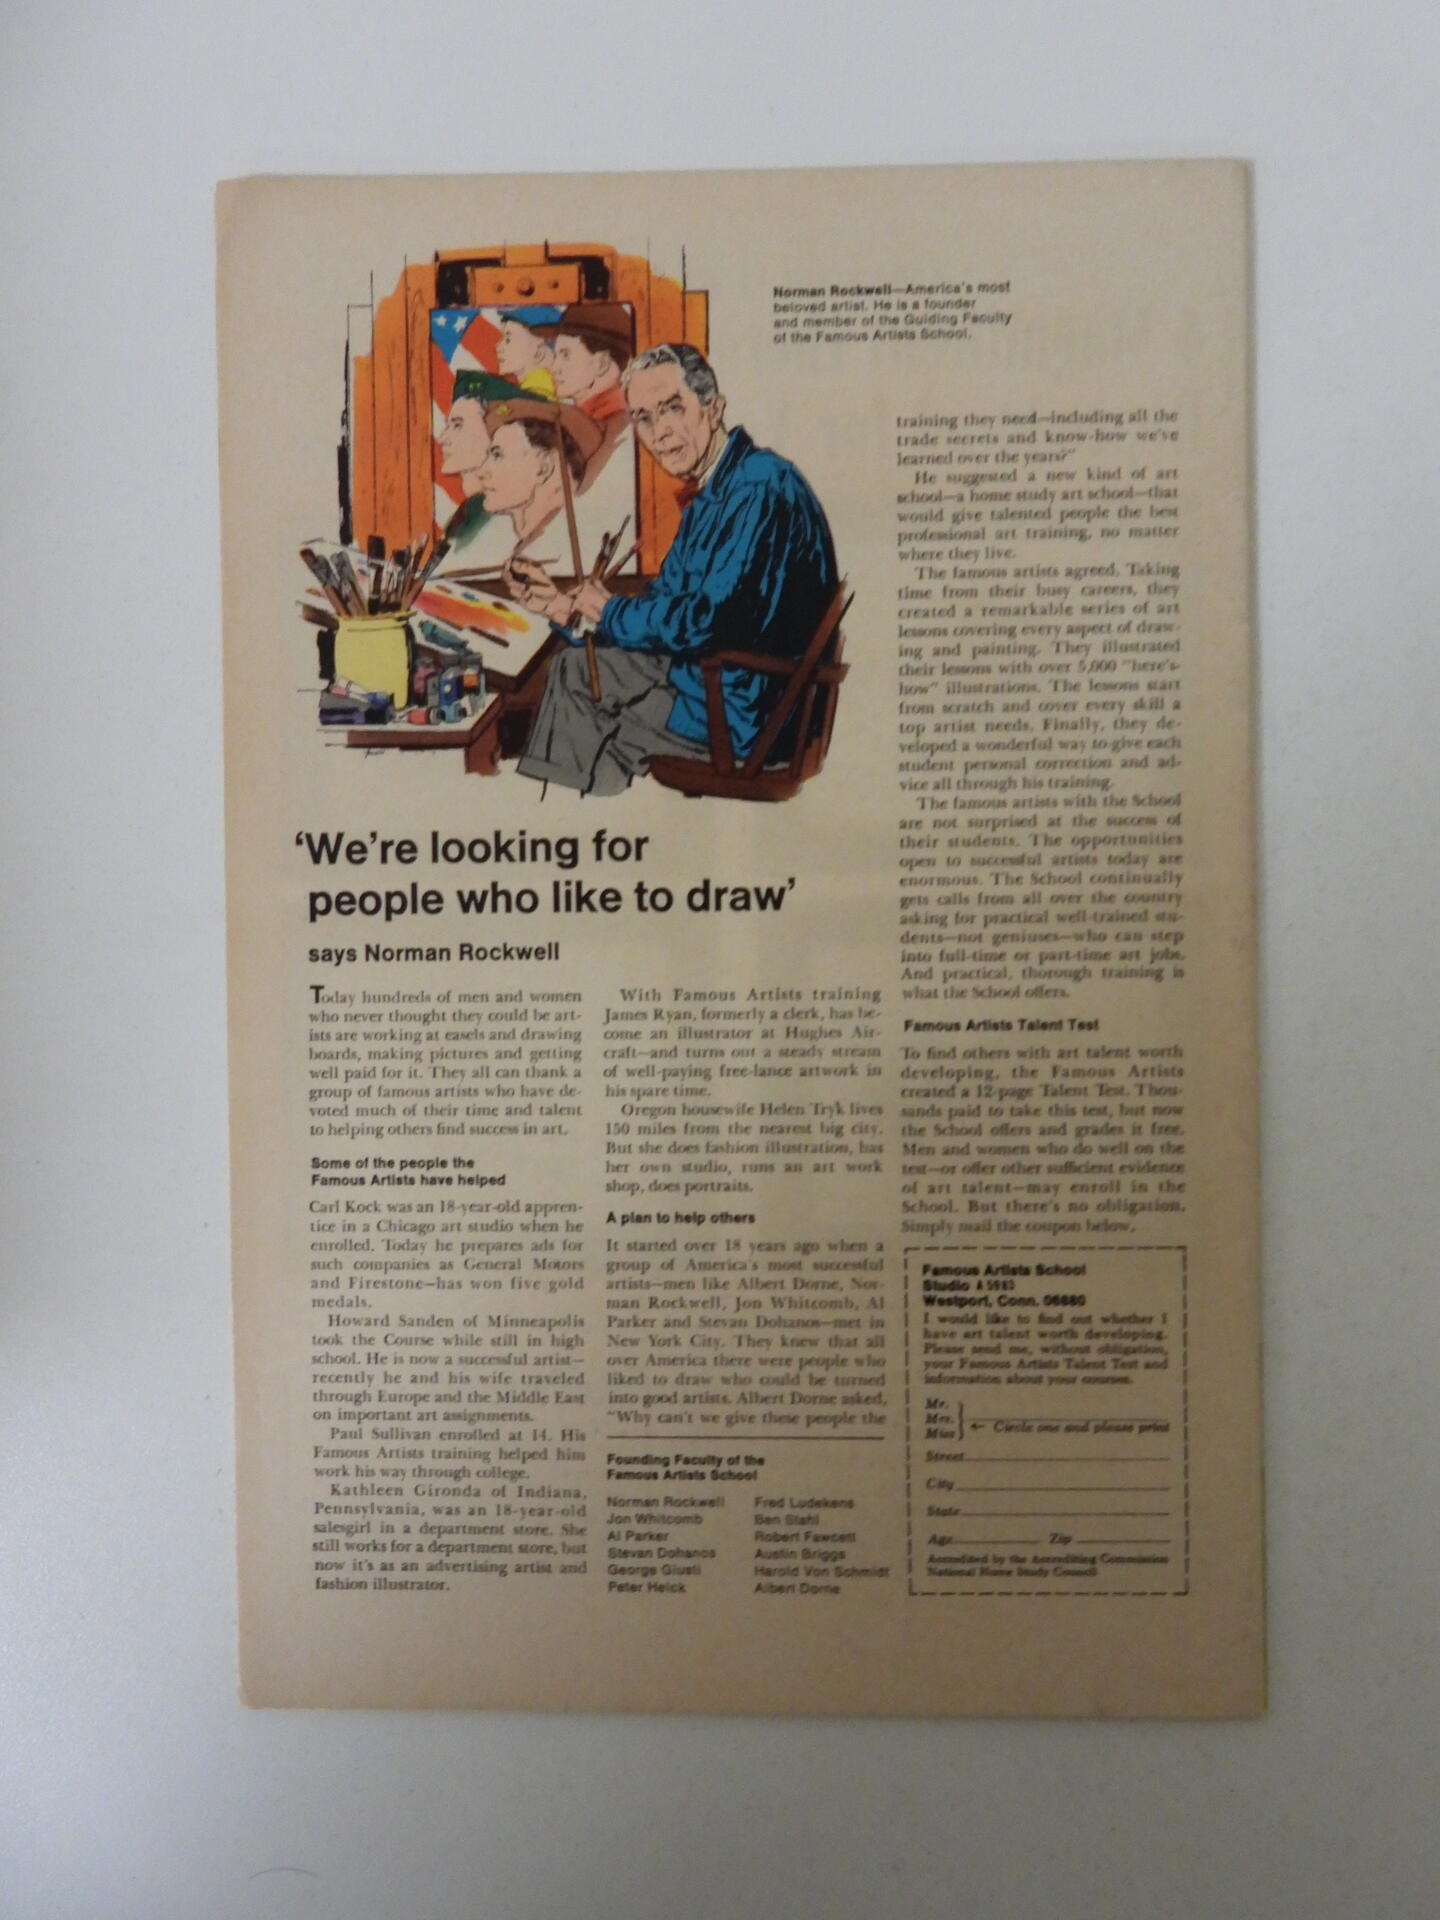 Norman Rockwell—America's most
beloved artist. He is a founder
and member of the Guiding Faculty
of the Famous Artists School.
'We're looking for
people who like to draw'
says Norman Rockwell
Today hundreds of men and women
who never thought they could be art-
ists are working at easels and drawing
boards, making pictures and getting
well paid for it. They all can thank a
group of famous artists who have de-
voted much of their time and talent
to helping others find success in art.
Some of the people the
Famous Artists have helped
Carl Kock was an 18-year-old appren-
tice in a Chicago art studio when he
enrolled. Today he prepares ads for
such companies as General Motors
and Firestone—has won five gold
medals.
Howard Sanden of Minneapolis
took the Course while still in high
school. He is now a successful artist—
recently he and his wife traveled
through Europe and the Middle East
on important art assignments.
Paul Sullivan enrolled at 14. His
Famous Artists training helped him
work his way through college.
Kathleen Gironda of Indiana,
Pennsylvania, was an 18-year-old
salesgirl in a department store. She
still works for a department store, but
now it's as an advertising artist and
fashion illustrator.
With Famous Artists training
James Ryan, formerly a clerk, has be-
come an illustrator at Hughes Air-
craft—and turns out a steady stream
of well-paying free-lance artwork in
his spare time.
Oregon housewife Helen Tryk lives
150 miles from the nearest big city.
But she does fashion illustration, has
her own studio, runs an art work
shop, does portraits.
A plan to help others
It started over 18 years ago when a
group of America's most successful
artists—men like Albert Dorne, Nor-
man Rockwell, Jon Whitcomb, Al
Parker and Stevan Dohanos—met in
New York City. They knew that all
over America there were people who
liked to draw who could be turned
into good artists. Albert Dorne asked,
"Why can't we give these people the
training they need—including all the
trade secrets and know-how we've
learned over the years?"
He suggested a new kind of art
school—a home study art school—that
would give talented people the best
professional art training, no matter
where they live.
The famous artists agreed. Taking
time from their busy careers, they
created a remarkable series of art
lessons covering every aspect of draw-
ing and painting. They illustrated
their lessons with over 5,000 "here's-
how" illustrations. The lessons start
from scratch and cover every skill a
top artist needs. Finally, they de-
veloped a wonderful way to give each
student personal correction and ad-
vice all through his training.
The famous artists with the School
are not surprised at the success of
their students. The opportunities
open to successful artists today are
enormous. The School continually
gets calls from all over the country
asking for practical well-trained stu-
dents—not geniuses—who can step
into full-time or part-time art jobs.
And practical, thorough training is
what the School offers.
Famous Artists Talent Test
To find others with art talent worth
developing, the Famous Artists
created a 12-page Talent Test. Thou-
sands paid to take this test, but now
the School offers and grades it free.
Men and women who do well on the
test—or offer other sufficient evidence
of art talent—may enroll in the
School. But there's no obligation.
Simply mail the coupon below.
Founding Faculty of the
Famous Artists School
Norman Rockwell
Jon Whitcomb
Al Parker
Stevan Dohanos
George Giusti
Peter Helck
Fred Ludekens
Ben Stahl
Robert Fawcett
Austin Briggs
Harold Von Schmidt
Albert Dorne
Famous Artists School
Studio
Westport, Conn. 06880
I would like to find out whether I
have art talent worth developing.
Please send me, without obligation,
your Famous Artists Talent Test and
information about your courses.
Mr.
Mrs.
Miss
← Circle one and please print
Street
City
State
Age Zip
Accredited by the Accrediting Commission
National Home Study Council